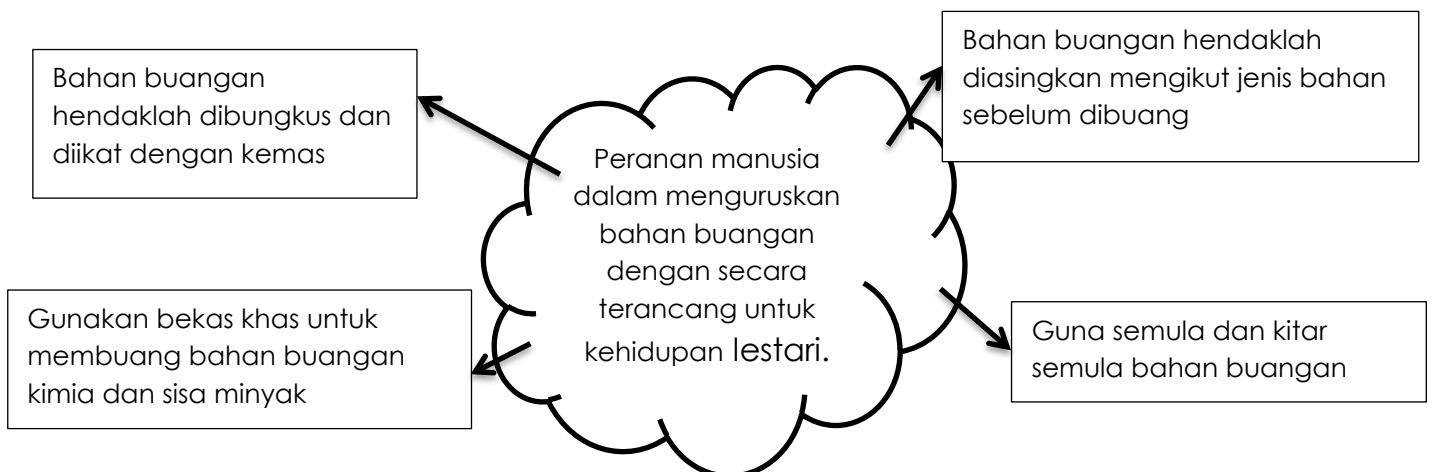 Bahan buangan
hendaklah dibungkus dan
diikat dengan kemas
Bahan buangan hendaklah
diasingkan mengikut jenis bahan
sebelum dibuang
Peranan manusia
dalam menguruskan
bahan buangan
dengan secara
terancang untuk
kehidupan lestari.
Gunakan bekas khas untuk
membuang bahan buangan
kimia dan sisa minyak
Guna semula dan kitar
semula bahan buangan